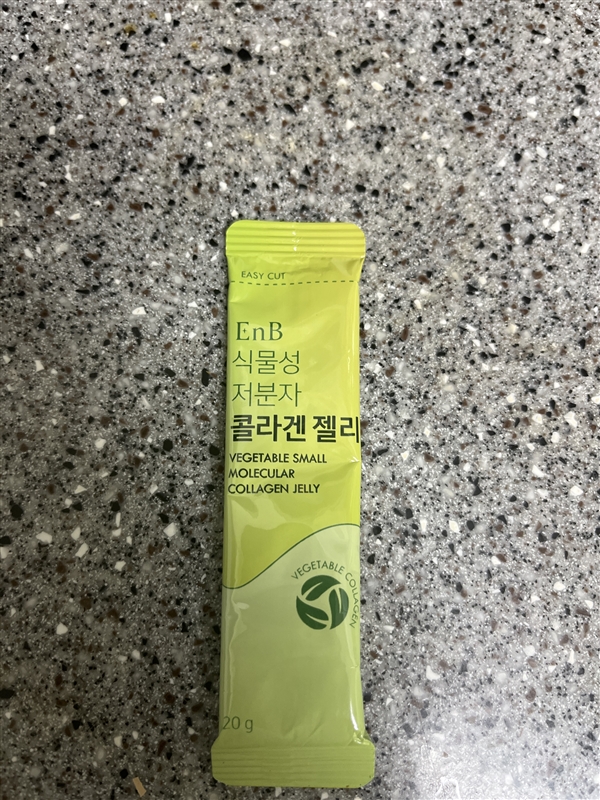 EASY CUT
EnB
식물성
저분자
콜라겐 젤리
VEGETABLE SMALL
MOLECULAR
COLLAGEN JELLY
VEGETABLE COLLAGEN
20 g